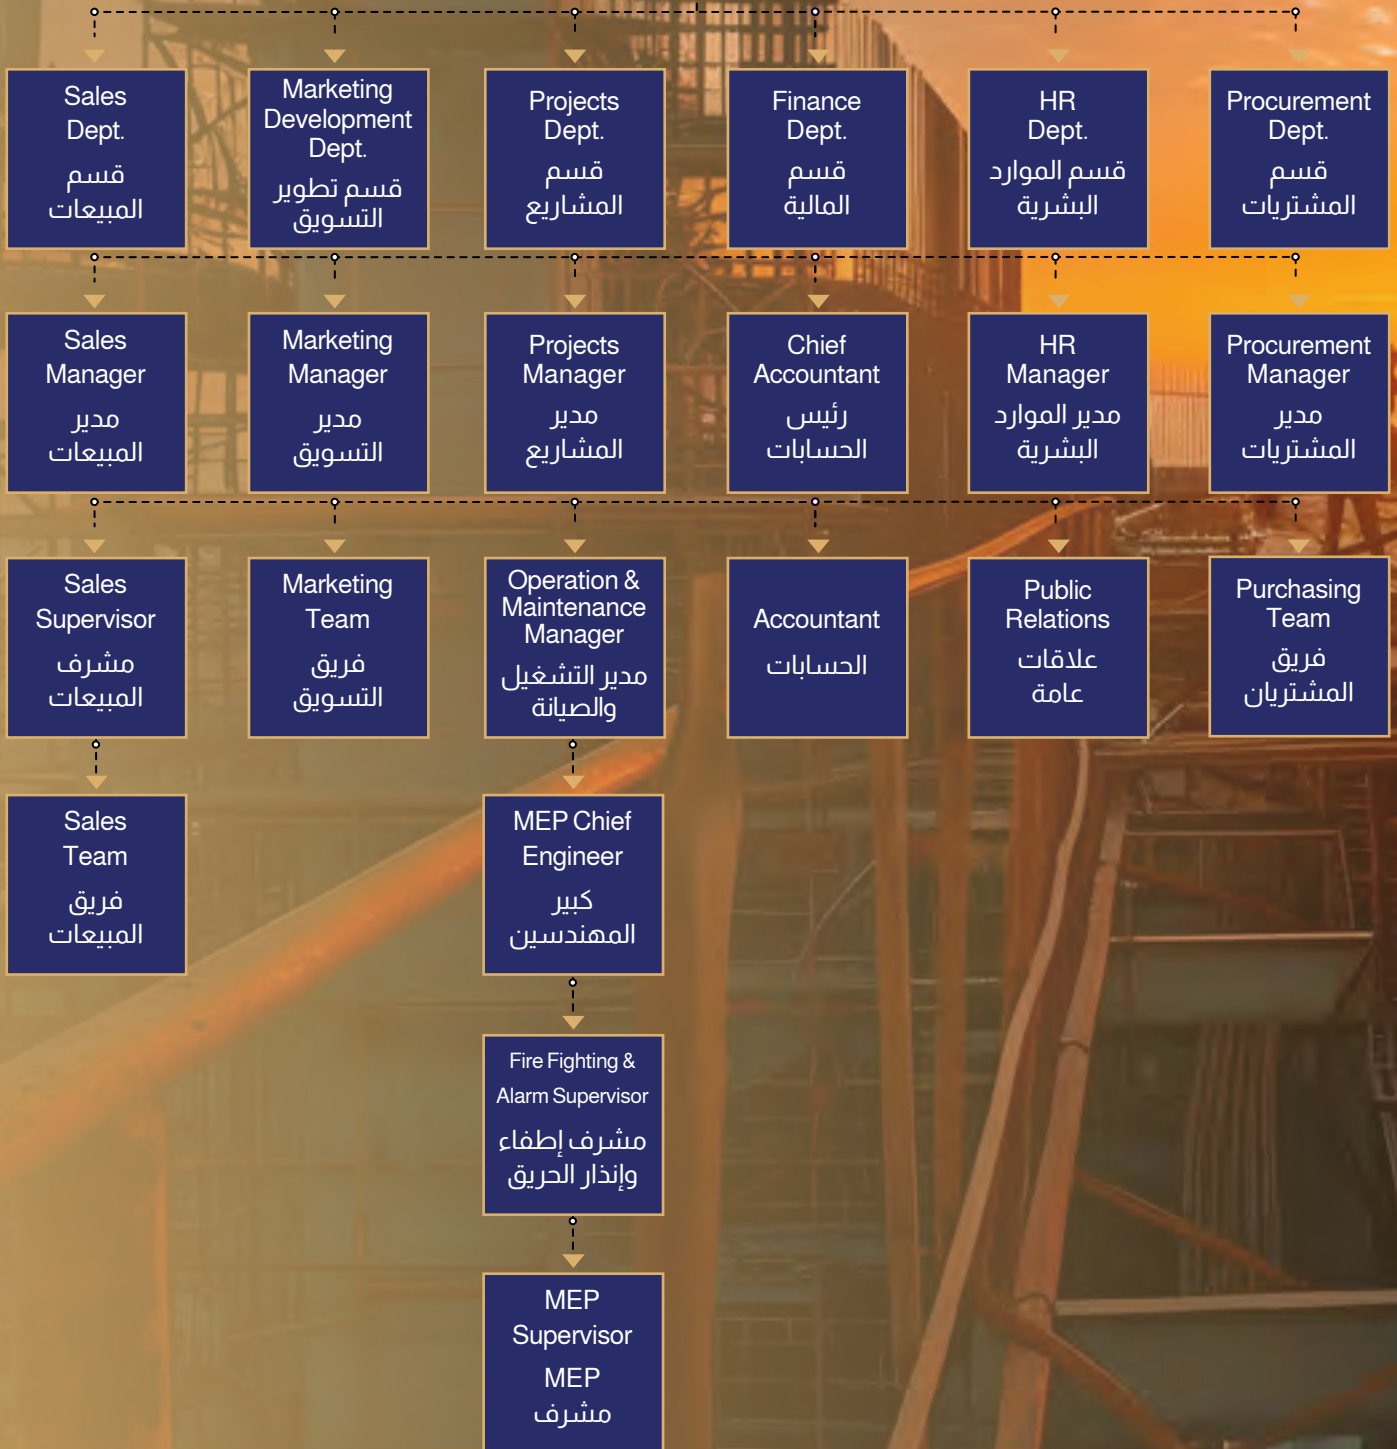 Sales
Dept.
قسم
المبيعات
Marketing
Development
Dept.
قسم تطوير
التسويق
Projects
Dept.
قسم
المشاريع
Finance
Dept.
قسم
المالية
HR
Dept.
قسم الموارد
البشرية
Procurement
Dept.
قسم
المشتريات
Sales
Manager
مدير
المبيعات
Marketing
Manager
مدير
التسويق
Projects
Manager
مدير
المشاريع
Chief
Accountant
رئيس
الحسابات
HR
Manager
مدير الموارد
البشرية
Procurement
Manager
مدير
المشتريات
Sales
Supervisor
مشرف
المبيعات
Marketing
Team
فريق
التسويق
Operation &
Maintenance
Manager
مدير التشغيل
والصيانة
Accountant
الحسابات
Public
Relations
علاقات
عامة
Purchasing
Team
فريق
المشتريان
Sales
Team
فريق
المبيعات
MEP Chief
Engineer
كبير
المهندسين
Fire Fighting &
Alarm Supervisor
مشرف إطفاء
وإنذار الحريق
MEP
Supervisor
MEP
مشرف